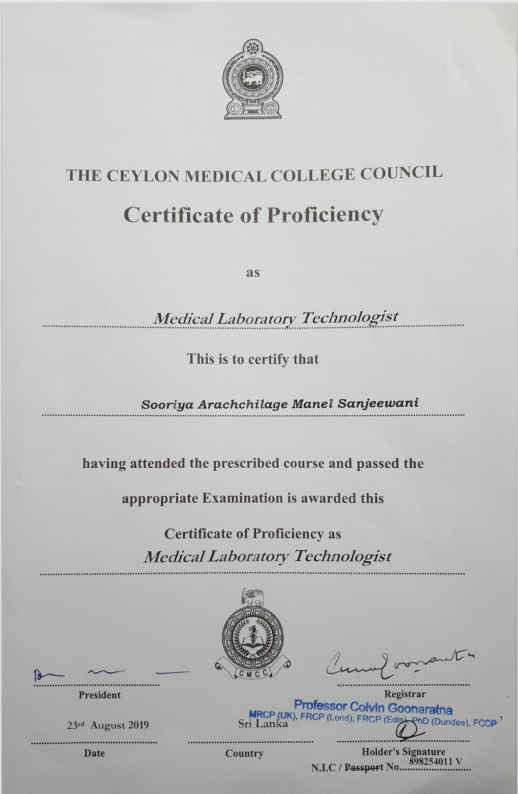 THE CEYLON MEDICAL COLLEGE COUNCIL
Certificate of Proficiency
as
Medical Laboratory Technologist
This is to certify that
Sooriya Arachchilage Manel Sanjeewani
having attended the prescribed course and passed the
appropriate Examination is awarded this
Certificate of Proficiency as
Medical Laboratory Technologist
CMCC
President
Registrar
Professor Colvin Goonaratna
MRCP (UK), FRCP (Lond), FRCP (Edin), PhD (Dundee), FCCP
23rd August 2019
Sri Lanka
Date
Country
Holder's Signature
N.I.C / Passport No. 898254011 V